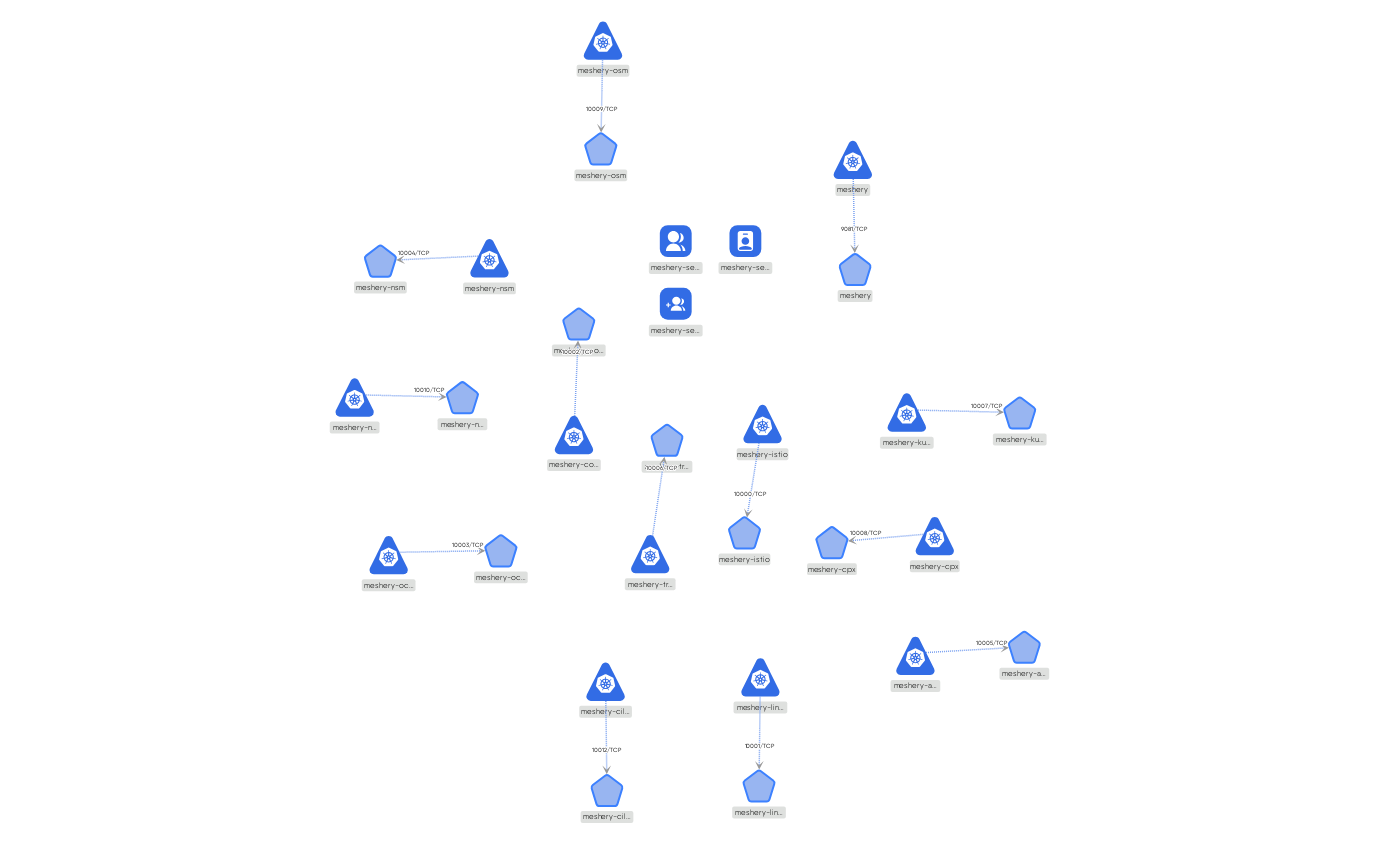 meshery-osm
10009/TCP
meshery-osm
meshery
9081/TCP
meshery
meshery-se...
meshery-se...
meshery-se...
10004/TCP
meshery-nsm
meshery-nsm
10002/TCP
meshery-co...
10010/TCP
meshery-n...
meshery-n...
meshery-istio
10000/TCP
meshery-istio
10007/TCP
meshery-ku...
meshery-ku...
10006/TCP
meshery-tr...
10003/TCP
meshery-oc...
meshery-oc...
10008/TCP
meshery-cpx
meshery-cpx
10005/TCP
meshery-a...
meshery-a...
meshery-cil...
10012/TCP
meshery-cil...
meshery-lin...
10001/TCP
meshery-lin...